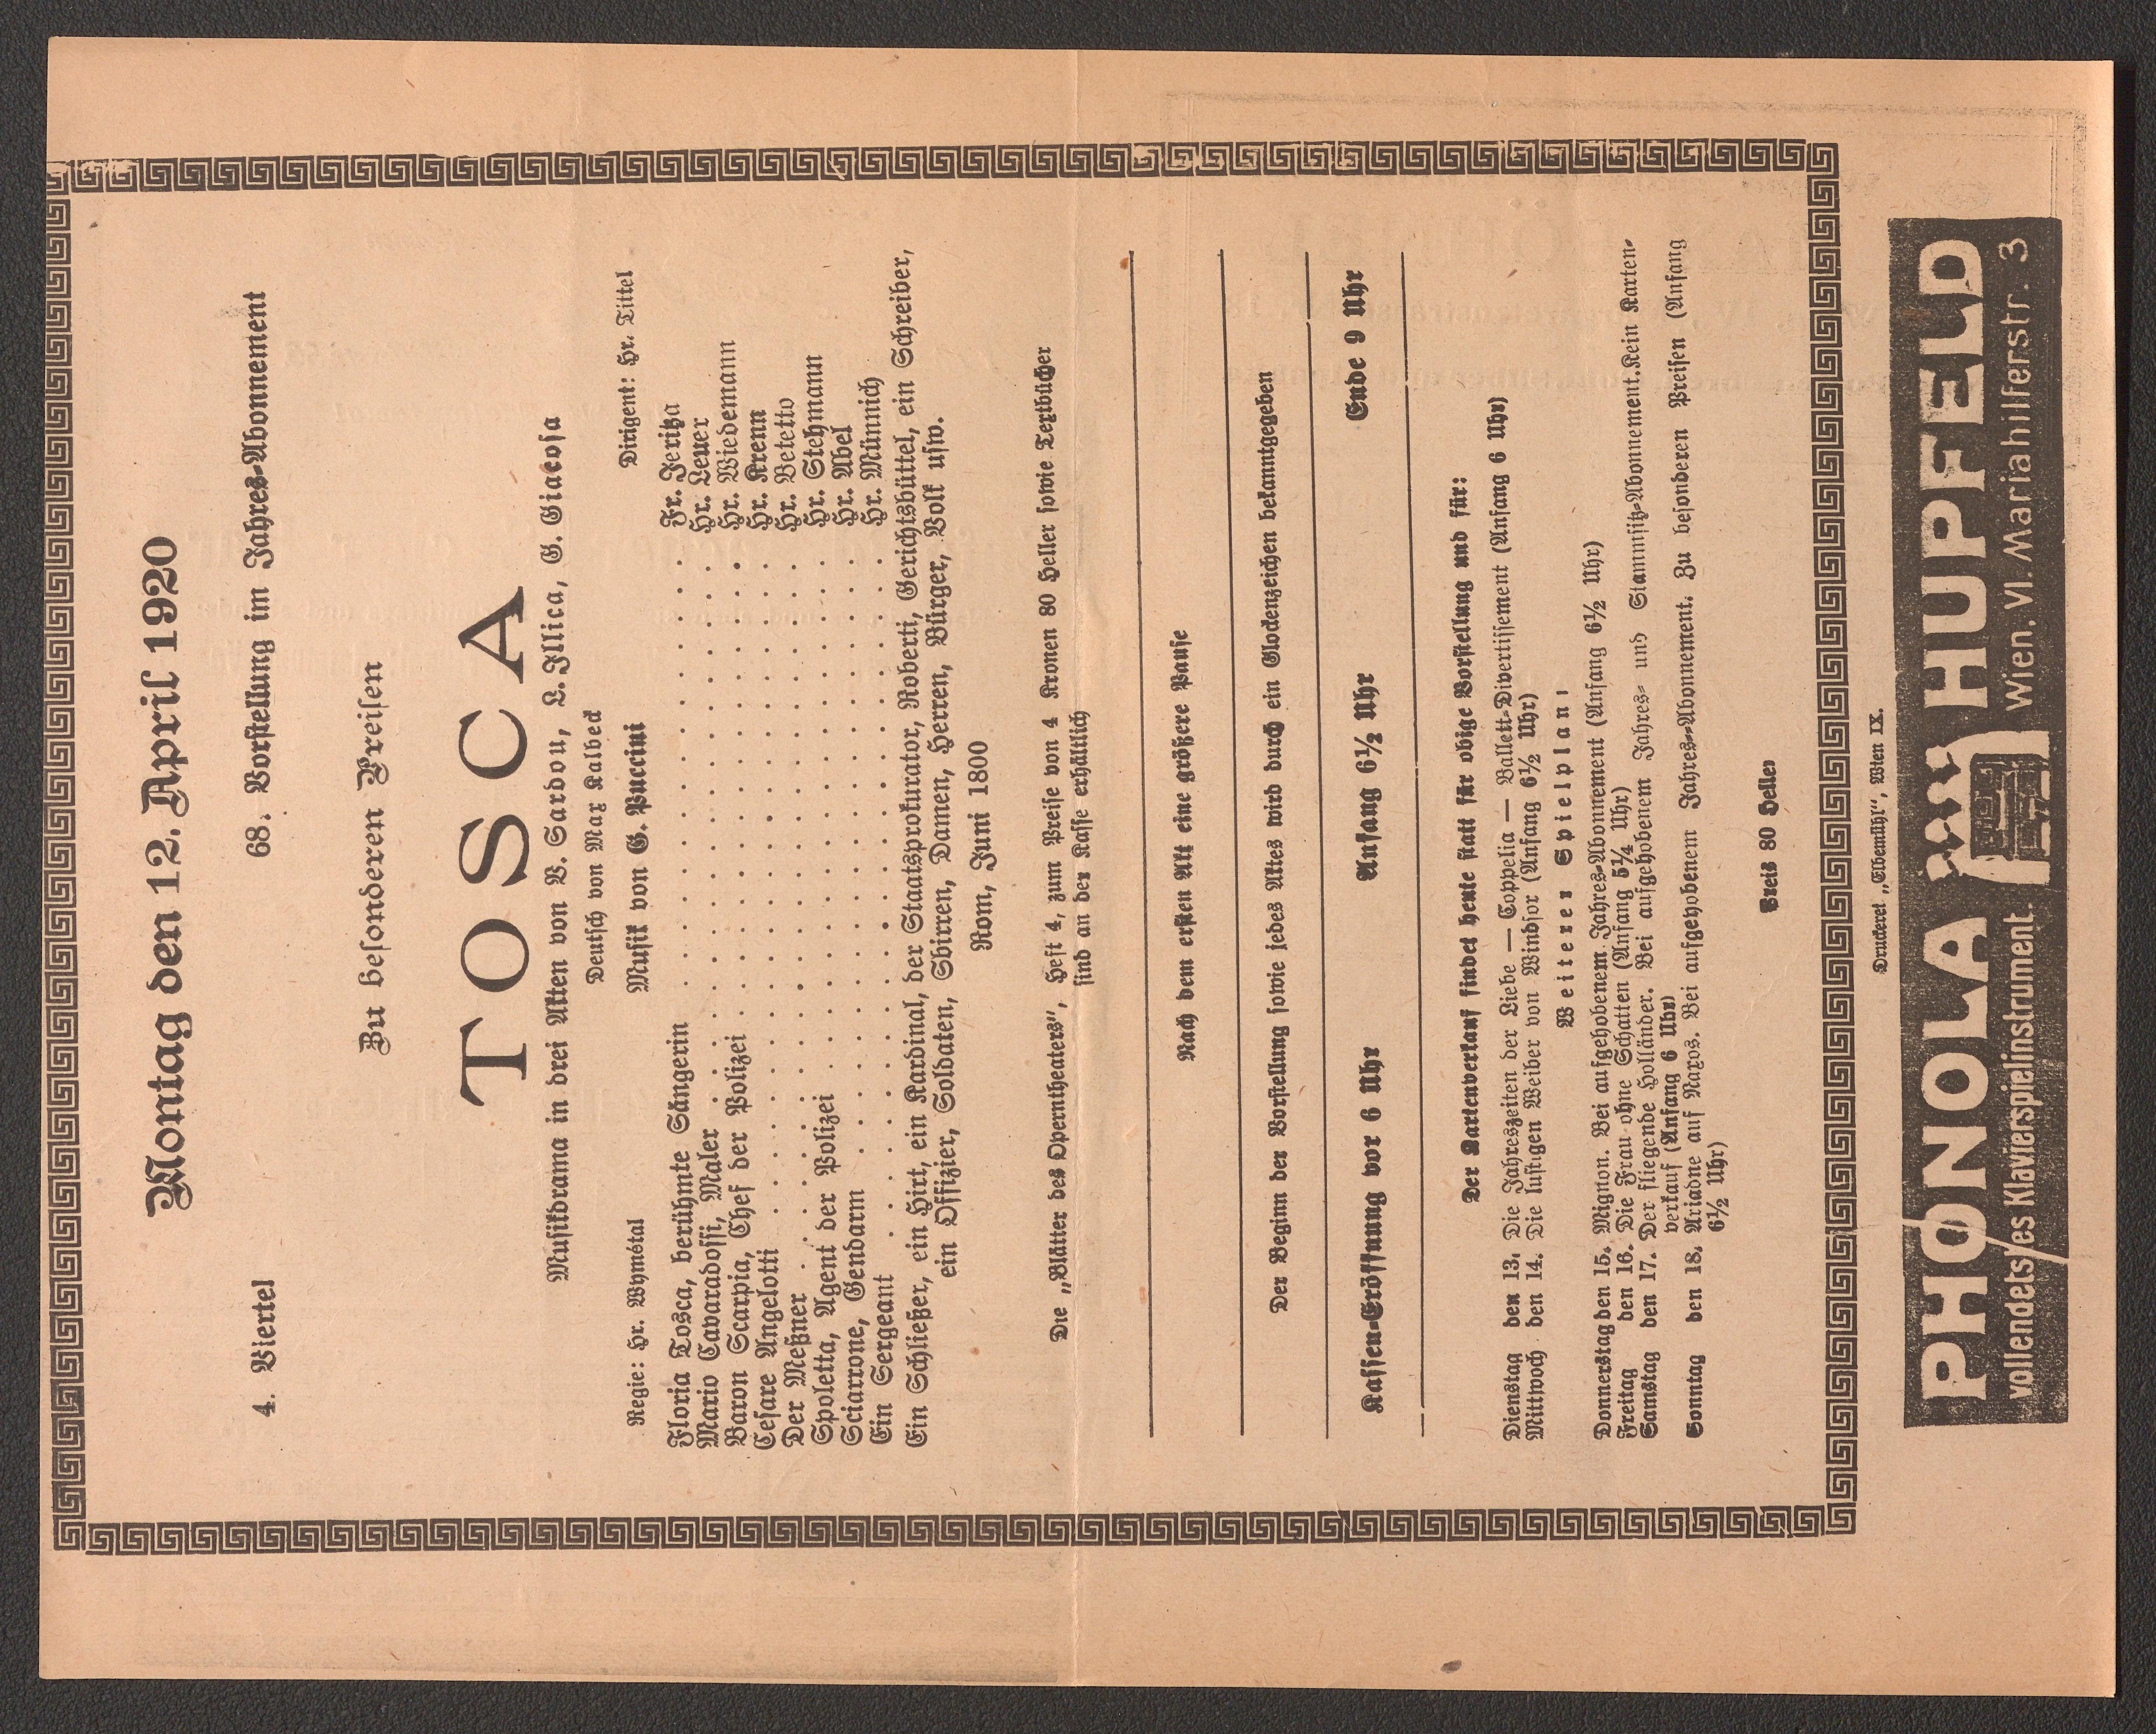 Montag den 12. April 1920
4. Viertel 68. Vorstellung im Jahres-Abonnement
Zu besonderen Preisen
TOSCA
Musikdrama in drei Akten von V. Sardou, L. Illica, G. Giacosa
Deutsch von Max Kalbeck
Musik von G. Puccini
Regie: Hr. Wymétal Dirigent: Hr. Tittel
Floria Tosca, berühmte Sängerin . . . . . . . . . . Fr. Jeritza
Mario Cavaradossi, Maler . . . . . . . . . . Hr. Leuer
Baron Scarpia, Chef der Polizei . . . . . . . . . . Hr. Wiedemann
Cesare Angelotti . . . . . . . . . . Hr. Krenn
Der Meßner . . . . . . . . . . Hr. Betetto
Spoletta, Agent der Polizei . . . . . . . . . . Hr. Stehmann
Sciarrone, Gendarm . . . . . . . . . . Hr. Abel
Ein Sergeant . . . . . . . . . . Hr. Münnich
Ein Schließer, ein Hirt, ein Kardinal, der Staatsprokurator, Roberti, Gerichtsbüttel, ein Schreiber,
ein Offizier, Soldaten, Sbirren, Damen, Herren, Bürger, Volk usw.
Rom, Juni 1800
Die „Blätter des Operntheaters“, Heft 4, zum Preise von 4 Kronen 80 Heller sowie Textbücher
sind an der Kasse erhältlich
Nach dem ersten Akt eine größere Pause
Der Beginn der Vorstellung sowie jedes Aktes wird durch ein Glockenzeichen bekanntgegeben
Kassen-Eröffnung vor 6 Uhr Anfang 6½ Uhr Ende 9 Uhr
Der Kartenverkauf findet heute statt für obige Vorstellung und für:
Dienstag den 13. Die Jahreszeiten der Liebe — Coppelia — Ballett-Divertissement (Anfang 6 Uhr)
Mittwoch den 14. Die lustigen Weiber von Windsor (Anfang 6½ Uhr)
Weiterer Spielplan:
Donnerstag den 15. Mignon. Bei aufgehobenem Jahres-Abonnement (Anfang 6½ Uhr)
Freitag den 16. Die Frau ohne Schatten (Anfang 5¼ Uhr)
Samstag den 17. Der fliegende Holländer. Bei aufgehobenem Jahres- und Stammsitz-Abonnement. Kein Karten-
verkauf (Anfang 6 Uhr)
Sonntag den 18. Ariadne auf Naxos. Bei aufgehobenem Jahres-Abonnement. Zu besonderen Preisen (Anfang
6½ Uhr)
Preis 80 Heller
Druckerei „Elbemühl“, Wien IX.
PHONOLA HUPFELD
vollendetstes Klavierspielinstrument. Wien. VI. Mariahilferstr. 3